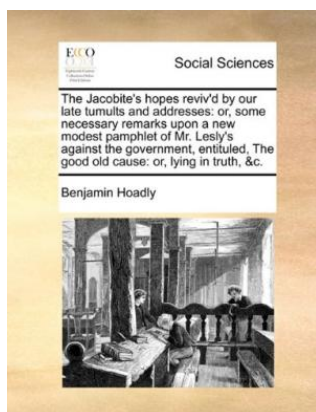 ECCO
Social Sciences
The Jacobite's hopes reviv'd by our
late tumults and addresses: or, some
necessary remarks upon a new
modest pamphlet of Mr. Lesly's
against the government, entituled, The
good old cause: or, lying in truth, &c.
Benjamin Hoadly